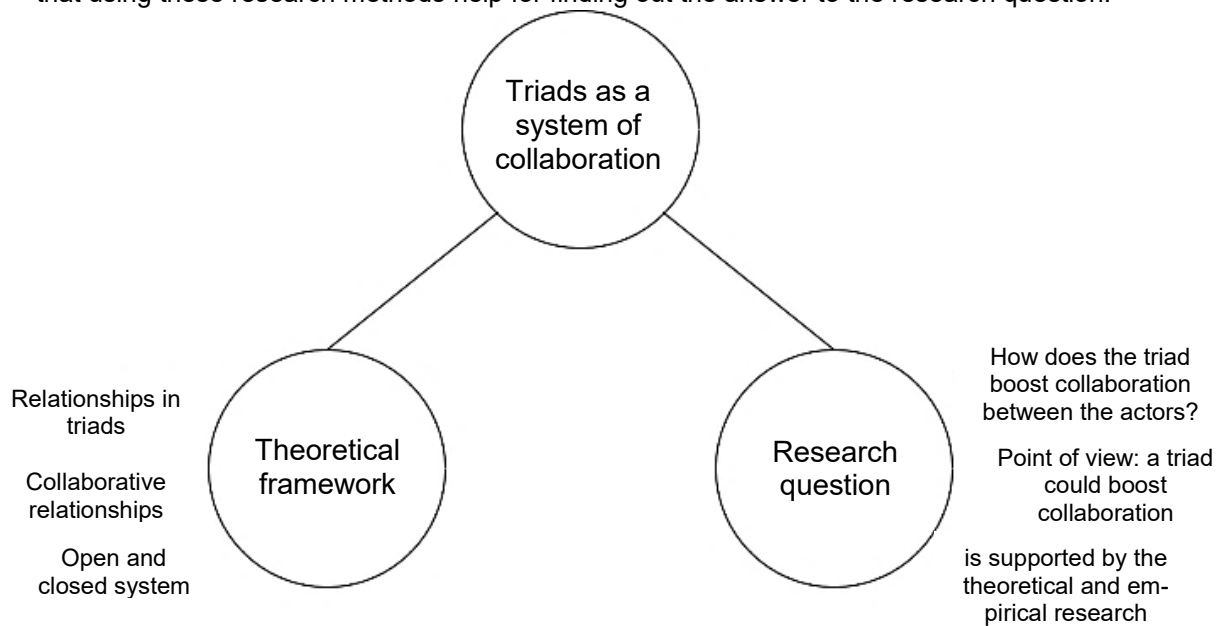 that using these research methods help for finding out the answer to the research question.
Triads as a
system of
collaboration
Relationships in
triads
Collaborative
relationships
Open and
closed system
Theoretical
framework
Research
question
How does the triad
boost collaboration
between the actors?
Point of view: a triad
could boost
collaboration
is supported by the
theoretical and em-
pirical research